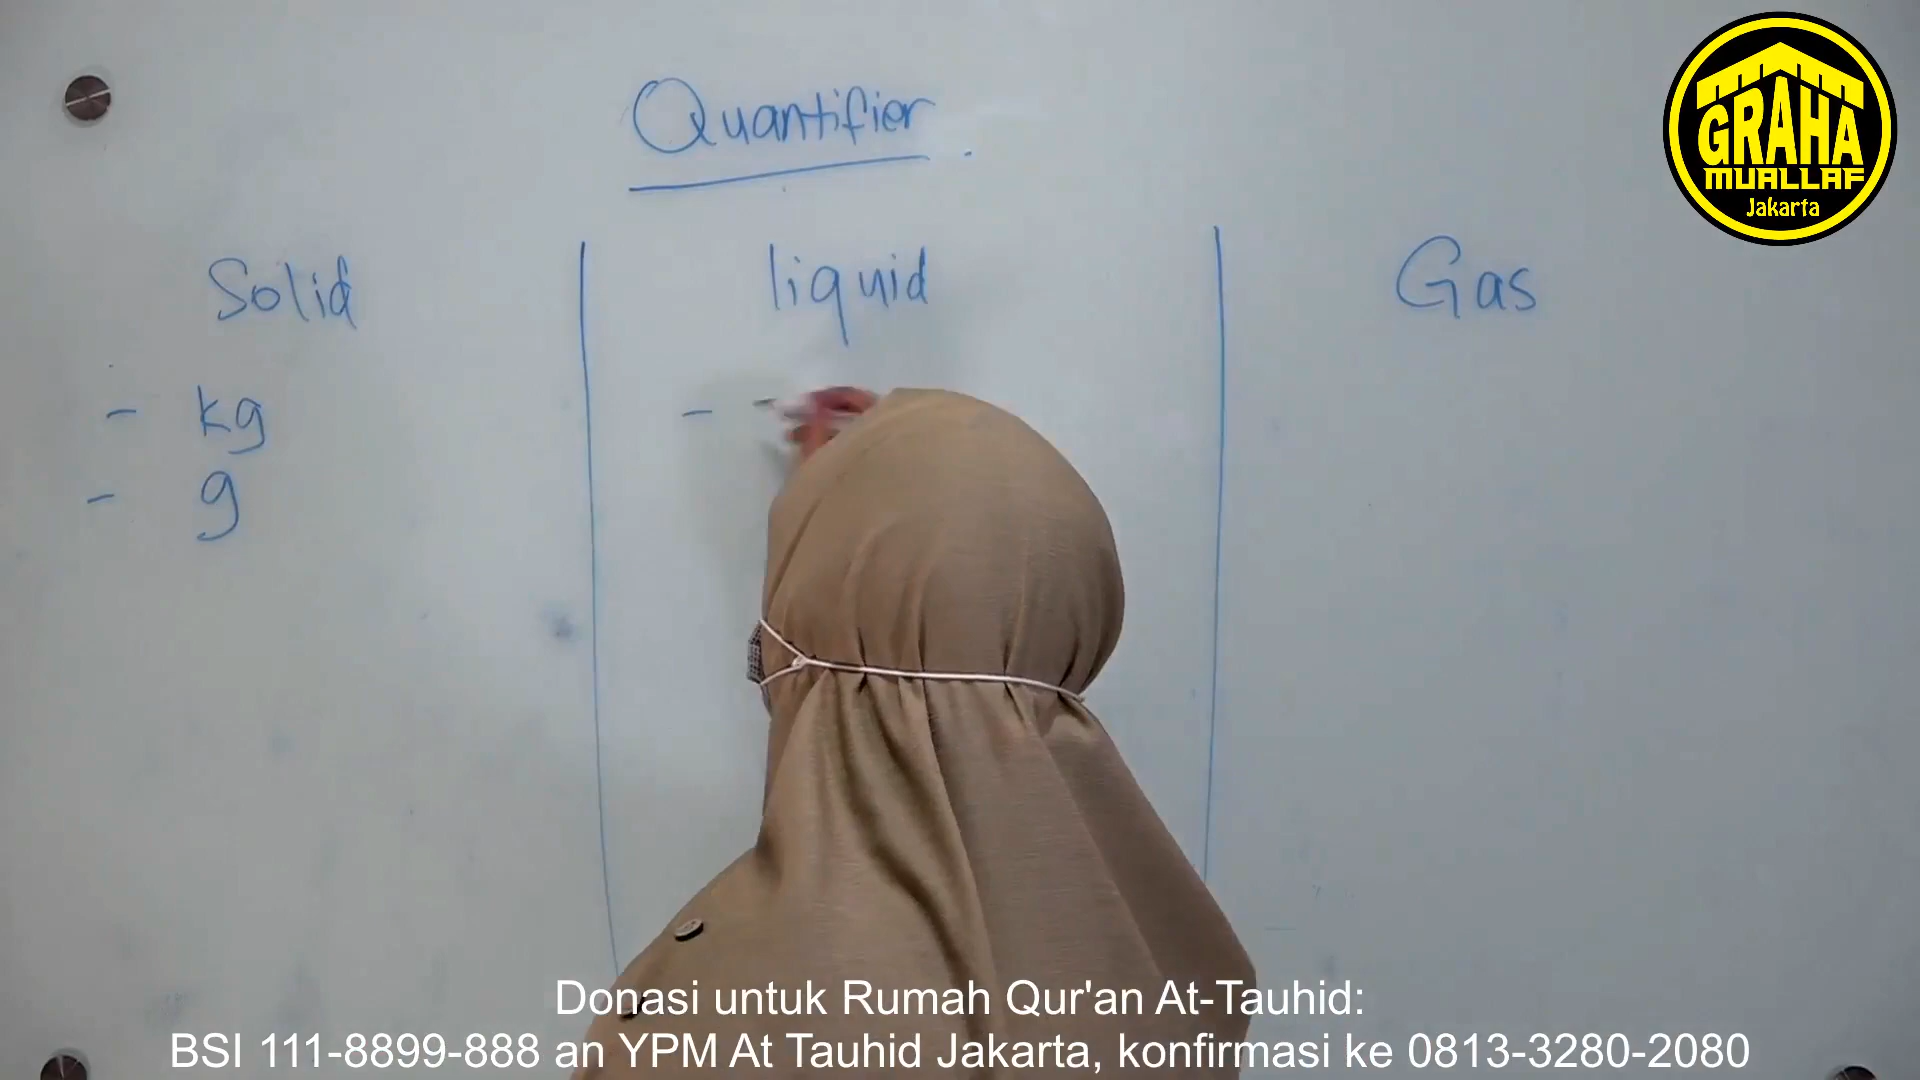 Quantifier.
Solid
liquid
Gas
- kg
- g
-
GRAHA
MUALLAF
Jakarta
Donasi untuk Rumah Qur'an At-Tauhid:
BSI 111-8899-888 an YPM At Tauhid Jakarta, konfirmasi ke 0813-3280-2080